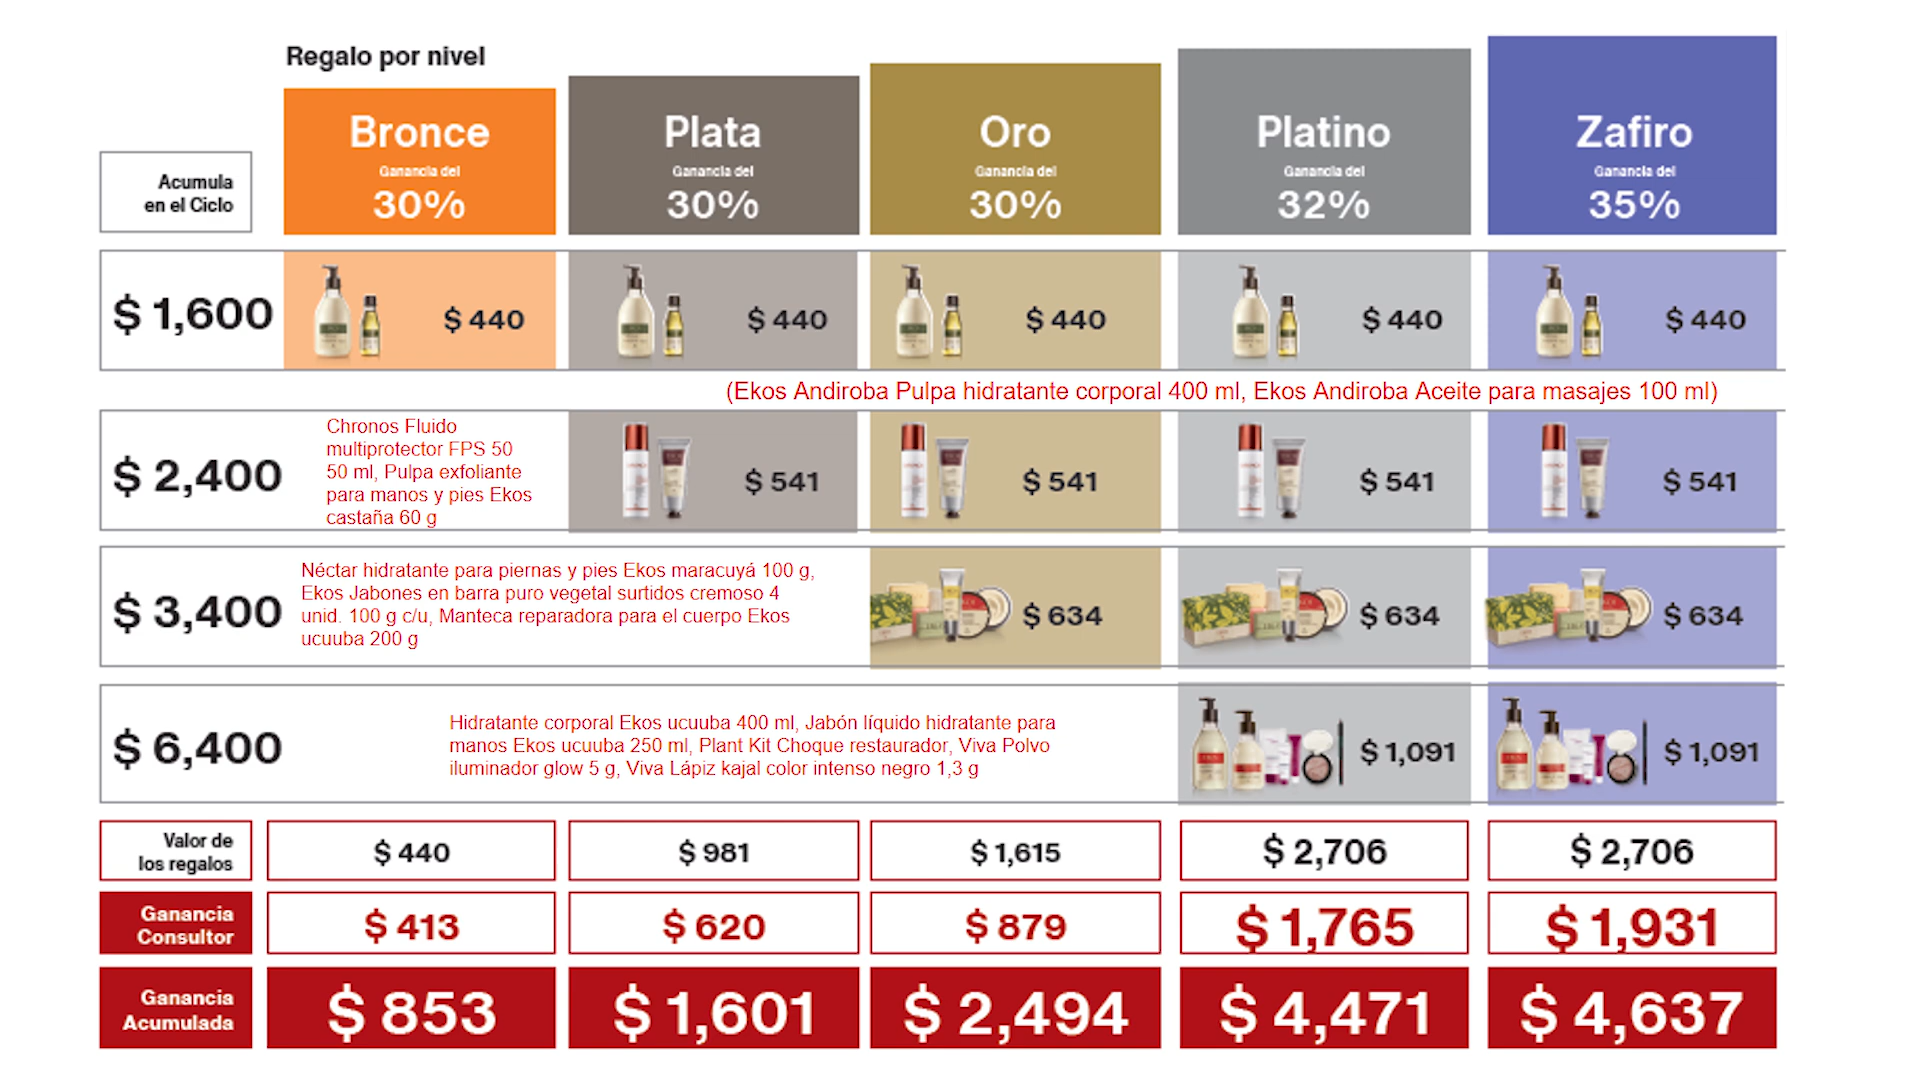 Regalo por nivel
Bronce
Ganancia del
30%
Plata
Ganancia del
30%
Oro
Ganancia del
30%
Platino
Ganancia del
32%
Zafiro
Ganancia del
35%
Acumula
en el Ciclo
$ 1,600
$ 440
$ 440
$ 440
$ 440
$ 440
(Ekos Andiroba Pulpa hidratante corporal 400 ml, Ekos Andiroba Aceite para masajes 100 ml)
$ 2,400
Chronos Fluido
multiprotector FPS 50
50 ml, Pulpa exfoliante
para manos y pies Ekos
castaña 60 g
$ 541
$ 541
$ 541
$ 541
$ 3,400
Néctar hidratante para piernas y pies Ekos maracuyá 100 g,
Ekos Jabones en barra puro vegetal surtidos cremoso 4
unid. 100 g c/u, Manteca reparadora para el cuerpo Ekos
ucuuba 200 g
$ 634
$ 634
$ 634
$ 6,400
Hidratante corporal Ekos ucuuba 400 ml, Jabón líquido hidratante para
manos Ekos ucuuba 250 ml, Plant Kit Choque restaurador, Viva Polvo
iluminador glow 5 g, Viva Lápiz kajal color intenso negro 1,3 g
$ 1,091
$ 1,091
Valor de
los regalos
$ 440
$ 981
$ 1,615
$ 2,706
$ 2,706
Ganancia
Consultor
$ 413
$ 620
$ 879
$ 1,765
$ 1,931
Ganancia
Acumulada
$ 853
$ 1,601
$ 2,494
$ 4,471
$ 4,637